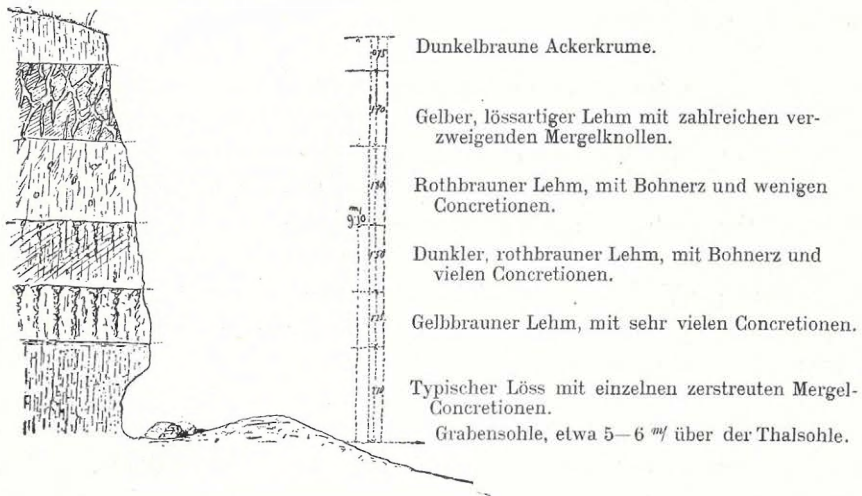 Dunkelbraune Ackerkrume.
Gelber, lössartiger Lehm mit zahlreichen ver-
zweigenden Mergelknollen.
Rothbrauner Lehm, mit Bohnerz und wenigen
Concretionen.
9·10 m/
Dunkler, rothbrauner Lehm, mit Bohnerz und
vielen Concretionen.
Gelbbrauner Lehm, mit sehr vielen Concretionen.
Typischer Löss mit einzelnen zerstreuten Mergel-
Concretionen.
Grabensohle, etwa 5—6 m/ über der Thalsohle.